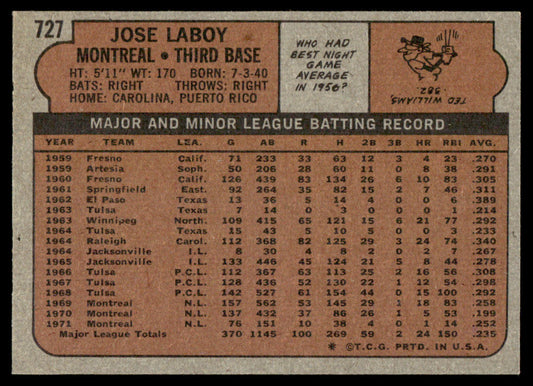 727
JOSE LABOY
MONTREAL • THIRD BASE
HT: 5'11" WT: 170 BORN: 7-3-40
BATS: RIGHT THROWS: RIGHT
HOME: CAROLINA, PUERTO RICO
WHO HAD
BEST NIGHT
GAME
AVERAGE
IN 1956?
TED WILLIAMS
.382.
MAJOR AND MINOR LEAGUE BATTING RECORD
YEAR TEAM LEA. G AB R H 2B 3B HR RBI AVG.
1959 Fresno Calif. 71 233 33 63 12 3 4 23 .270
1959 Artesia Soph. 50 206 28 60 11 0 8 38 .291
1960 Fresno Calif. 126 439 83 134 29 6 9 83 .305
1961 Springfield East. 92 264 35 82 15 2 7 46 .311
1962 El Paso Texas 13 36 5 14 4 0 0 6 .389
1963 Tulsa Texas 7 14 0 3 0 0 0 1 .214
1963 Winnipeg North. 109 415 65 121 15 6 21 77 .292
1964 Tulsa Texas 15 43 5 10 3 0 0 5 .233
1964 Raleigh Carol. 112 368 82 125 29 3 24 74 .340
1964 Jacksonville I.L. 8 30 4 5 0 0 0 2 .167
1965 Jacksonville I.L. 133 446 45 124 21 5 8 44 .278
1966 Tulsa P.C.L. 112 367 36 113 25 2 16 56 .308
1967 Tulsa P.C.L. 128 436 52 130 30 1 12 54 .298
1968 Tulsa P.C.L. 142 513 62 150 44 0 15 100 .292
1969 Montreal N.L. 157 562 53 145 29 1 18 83 .258
1970 Montreal N.L. 137 432 37 86 26 1 5 53 .199
1971 Montreal N.L. 76 151 10 38 4 0 1 14 .252
Major League Totals 370 1145 100 269 59 2 24 150 .235
* ©T.C.G. PRTD. IN U.S.A.